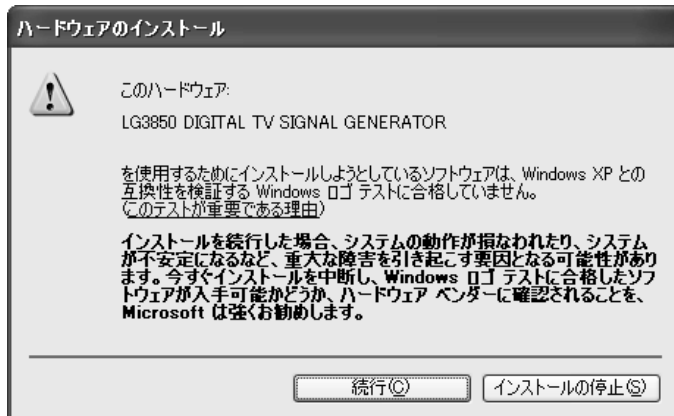 ハードウェアのインストール
このハードウェア:
LG3850 DIGITAL TV SIGNAL GENERATOR
を使用するためにインストールしようとしているソフトウェアは、Windows XP との
互換性を検証する Windows ロゴ テストに合格していません。
(このテストが重要である理由)
インストールを続行した場合、システムの動作が損なわれたり、システム
が不安定になるなど、重大な障害を引き起こす要因となる可能性があり
ます。今すぐインストールを中断し、Windows ロゴ テストに合格したソフ
トウェアが入手可能かどうか、ハードウェア ベンダーに確認されることを、
Microsoft は強くお勧めします。
続行(C)
インストールの停止(S)